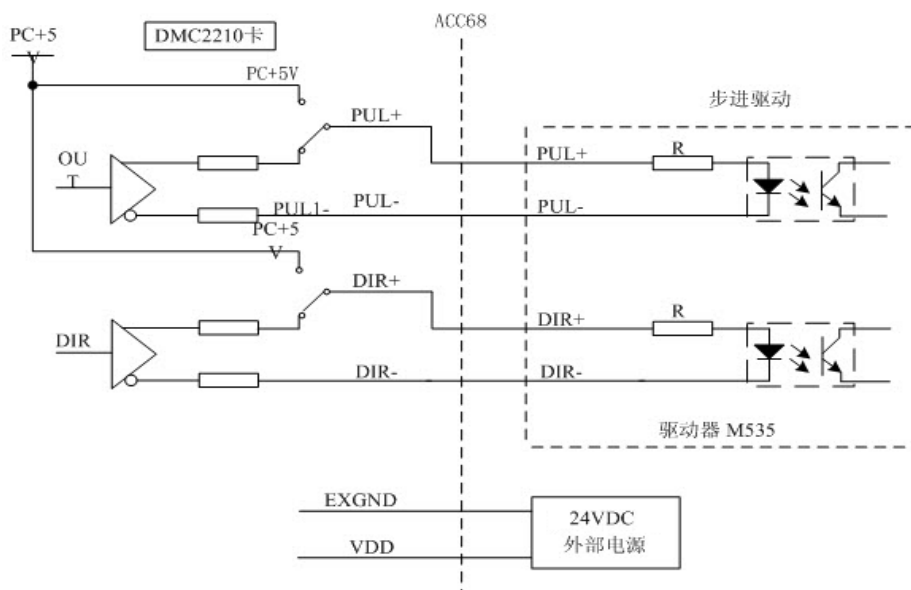 ACC68
PC+5
V
DMC2210卡
PC+5V
PUL+
步进驱动
OU
T
PUL+
R
PUL1-
PUL-
PUL-
PC+5
V
DIR+
DIR
DIR+
R
DIR-
DIR-
驱动器 M535
EXGND
24VDC
外部电源
VDD